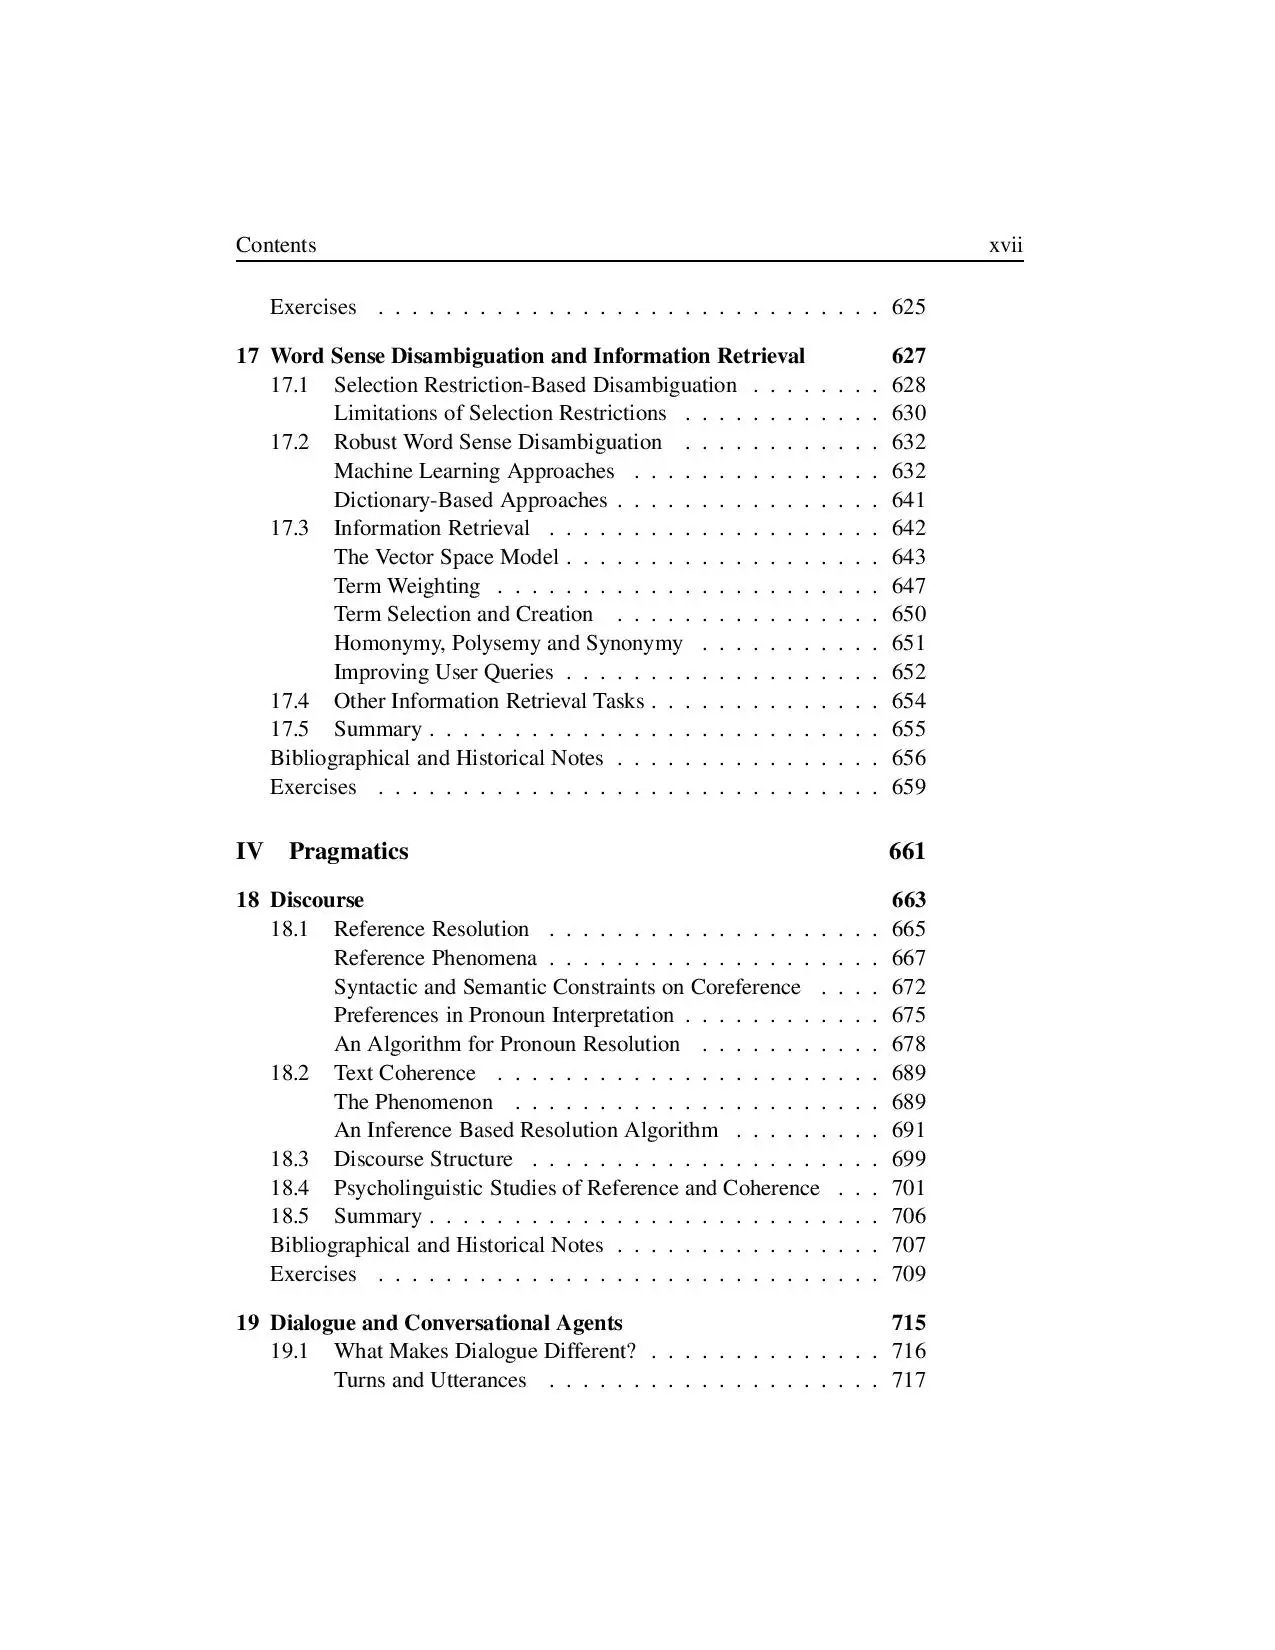 Contents xvii
Exercises . . . . . . . . . . . . . . . . . . . . . . . . . . . . . . 625
17 Word Sense Disambiguation and Information Retrieval 627
17.1 Selection Restriction-Based Disambiguation . . . . . . . . 628
Limitations of Selection Restrictions . . . . . . . . . . . . 630
17.2 Robust Word Sense Disambiguation . . . . . . . . . . . . 632
Machine Learning Approaches . . . . . . . . . . . . . . . 632
Dictionary-Based Approaches . . . . . . . . . . . . . . . . 641
17.3 Information Retrieval . . . . . . . . . . . . . . . . . . . . 642
The Vector Space Model . . . . . . . . . . . . . . . . . . . 643
Term Weighting . . . . . . . . . . . . . . . . . . . . . . . 647
Term Selection and Creation . . . . . . . . . . . . . . . . 650
Homonymy, Polysemy and Synonymy . . . . . . . . . . . 651
Improving User Queries . . . . . . . . . . . . . . . . . . . 652
17.4 Other Information Retrieval Tasks . . . . . . . . . . . . . . 654
17.5 Summary . . . . . . . . . . . . . . . . . . . . . . . . . . . 655
Bibliographical and Historical Notes . . . . . . . . . . . . . . . . 656
Exercises . . . . . . . . . . . . . . . . . . . . . . . . . . . . . . 659
IV Pragmatics 661
18 Discourse 663
18.1 Reference Resolution . . . . . . . . . . . . . . . . . . . . 665
Reference Phenomena . . . . . . . . . . . . . . . . . . . . 667
Syntactic and Semantic Constraints on Coreference . . . . 672
Preferences in Pronoun Interpretation . . . . . . . . . . . . 675
An Algorithm for Pronoun Resolution . . . . . . . . . . . 678
18.2 Text Coherence . . . . . . . . . . . . . . . . . . . . . . . 689
The Phenomenon . . . . . . . . . . . . . . . . . . . . . . 689
An Inference Based Resolution Algorithm . . . . . . . . . 691
18.3 Discourse Structure . . . . . . . . . . . . . . . . . . . . . 699
18.4 Psycholinguistic Studies of Reference and Coherence . . . 701
18.5 Summary . . . . . . . . . . . . . . . . . . . . . . . . . . . 706
Bibliographical and Historical Notes . . . . . . . . . . . . . . . . 707
Exercises . . . . . . . . . . . . . . . . . . . . . . . . . . . . . . 709
19 Dialogue and Conversational Agents 715
19.1 What Makes Dialogue Different? . . . . . . . . . . . . . . 716
Turns and Utterances . . . . . . . . . . . . . . . . . . . . 717